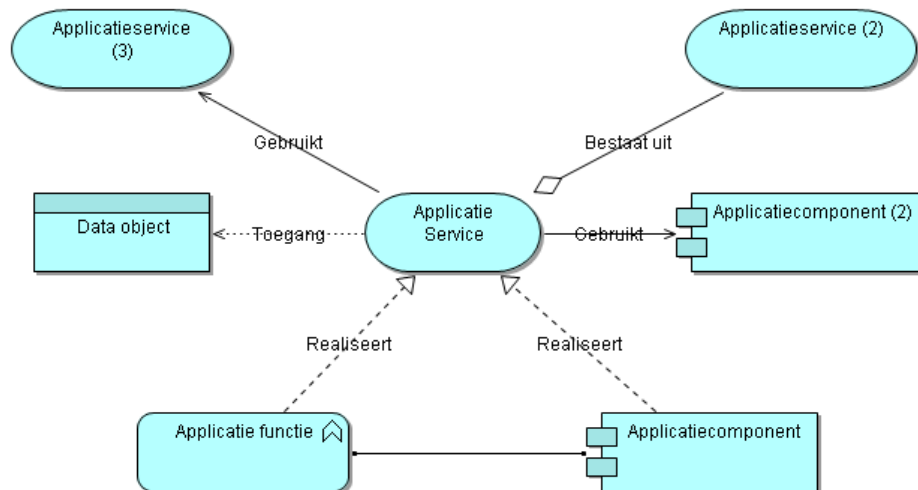 Applicatieservice
(3)
Applicatieservice (2)
Gebruikt
Bestaat uit
Data object
Toegang
Applicatie
Service
Gebruikt
Applicatiecomponent (2)
Realiseert
Realiseert
Applicatie functie
Applicatiecomponent